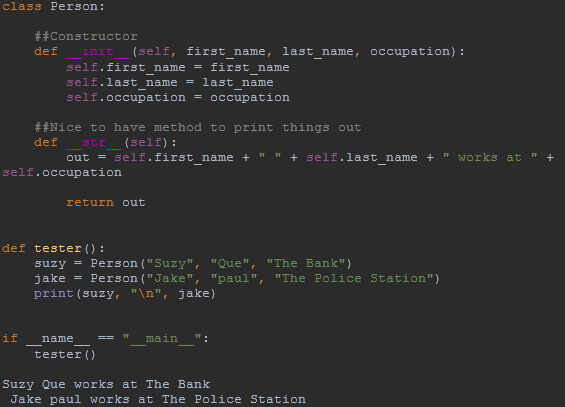 class Person:
    ##Constructor
    def __init__(self, first_name, last_name, occupation):
        self.first_name = first_name
        self.last_name = last_name
        self.occupation = occupation
    ##Nice to have method to print things out
    def __str__(self):
        out = self.first_name + " " + self.last_name + " works at " +
self.occupation
        return out
def tester():
    suzy = Person("Suzy", "Que", "The Bank")
    jake = Person("Jake", "paul", "The Police Station")
    print(suzy, "\n", jake)
if __name__ == "__main__":
    tester()
Suzy Que works at The Bank
 Jake paul works at The Police Station